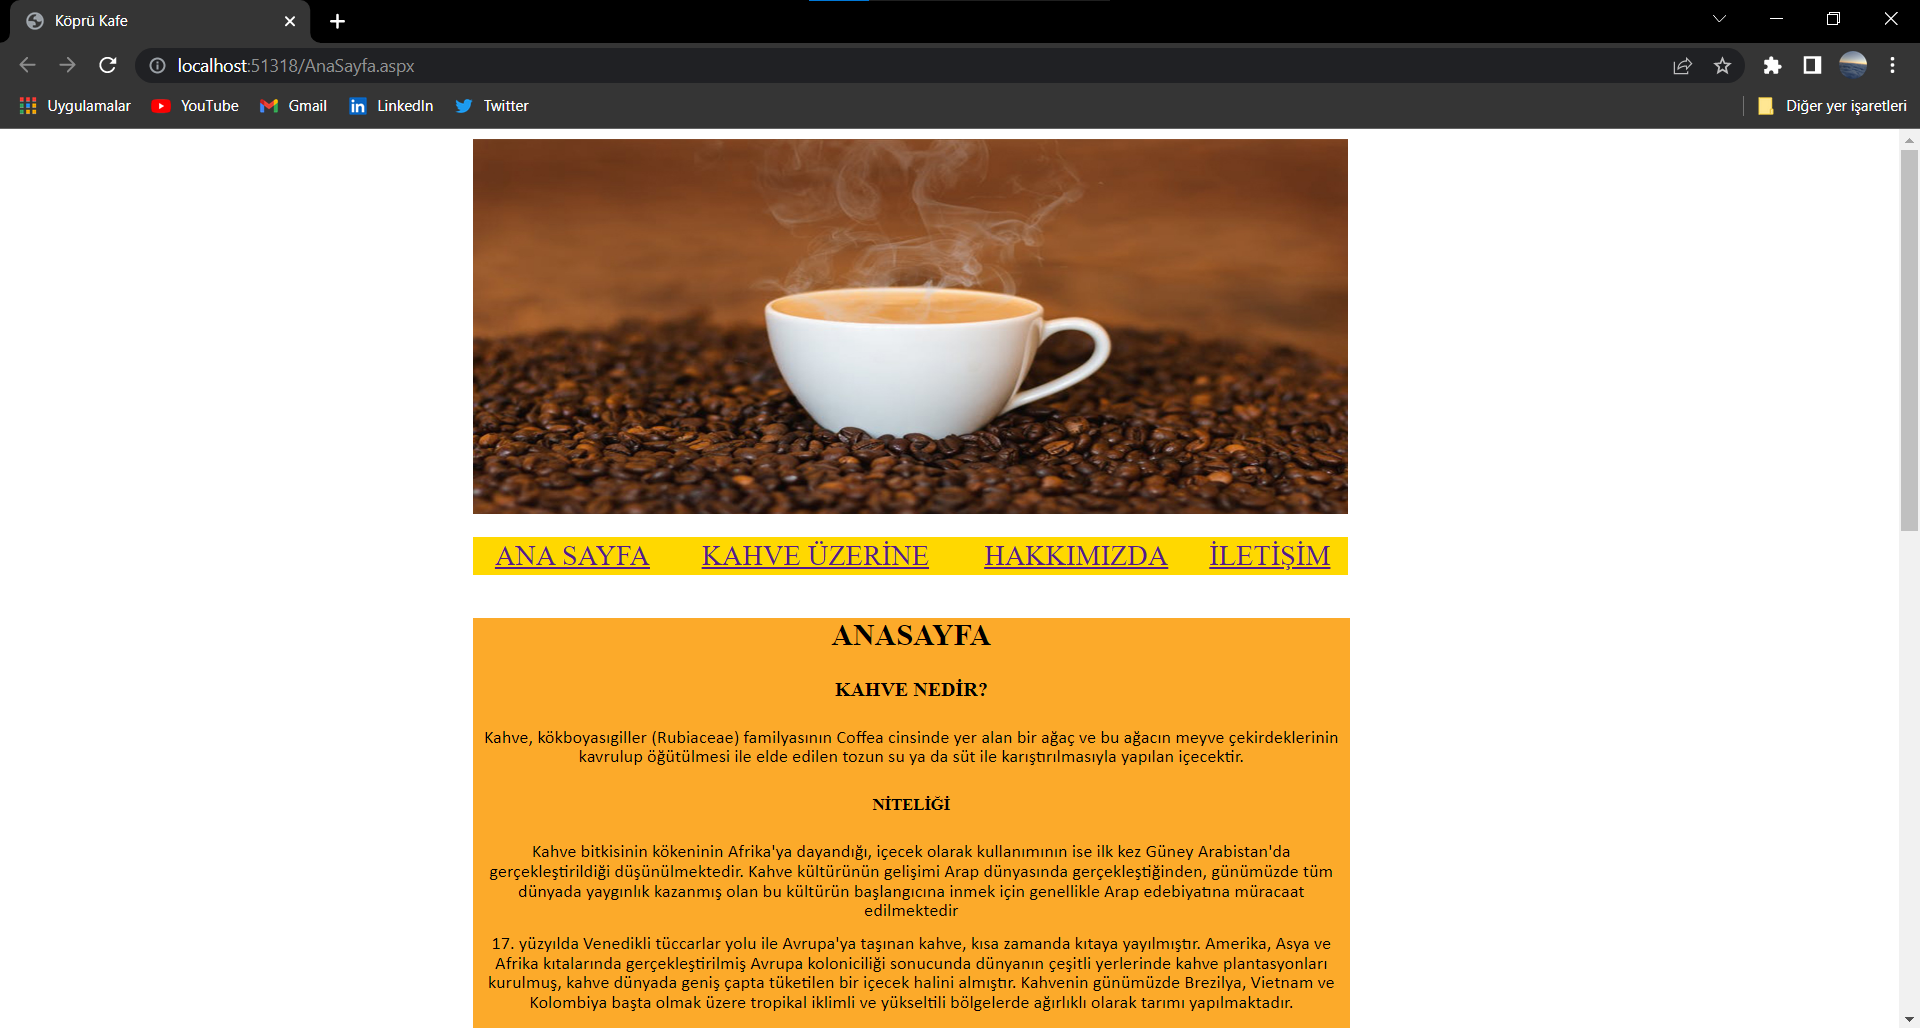 Köprü Kafe
localhost:51318/AnaSayfa.aspx
Uygulamalar YouTube Gmail LinkedIn Twitter Diğer yer işaretleri
ANA SAYFA KAHVE ÜZERİNE HAKKIMIZDA İLETİŞİM
ANASAYFA
KAHVE NEDİR?
Kahve, kökboyasıgiller (Rubiaceae) familyasının Coffea cinsinde yer alan bir ağaç ve bu ağacın meyve çekirdeklerinin
kavrulup öğütülmesi ile elde edilen tozun su ya da süt ile karıştırılmasıyla yapılan içecektir.
NİTELİĞİ
Kahve bitkisinin kökeninin Afrika'ya dayandığı, içecek olarak kullanımının ise ilk kez Güney Arabistan'da
gerçekleştirildiği düşünülmektedir. Kahve kültürünün gelişimi Arap dünyasında gerçekleştiğinden, günümüzde tüm
dünyada yaygınlık kazanmış olan bu kültürün başlangıcına inmek için genellikle Arap edebiyatına müracaat
edilmektedir
17. yüzyılda Venedikli tüccarlar yolu ile Avrupa'ya taşınan kahve, kısa zamanda kıtaya yayılmıştır. Amerika, Asya ve
Afrika kıtalarında gerçekleştirilmiş Avrupa koloniciliği sonucunda dünyanın çeşitli yerlerinde kahve plantasyonları
kurulmuş, kahve dünyada geniş çapta tüketilen bir içecek halini almıştır. Kahvenin günümüzde Brezilya, Vietnam ve
Kolombiya başta olmak üzere tropikal iklimli ve yükseltili bölgelerde ağırlıklı olarak tarımı yapılmaktadır.